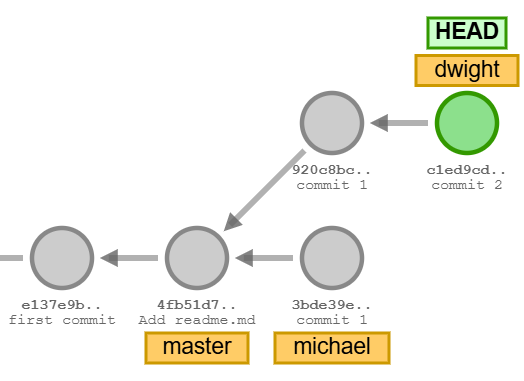 HEAD
dwight
920c8bc..
commit 1
c1ed9cd..
commit 2
e137e9b..
first commit
4fb51d7..
Add readme.md
3bde39e..
commit 1
master
michael